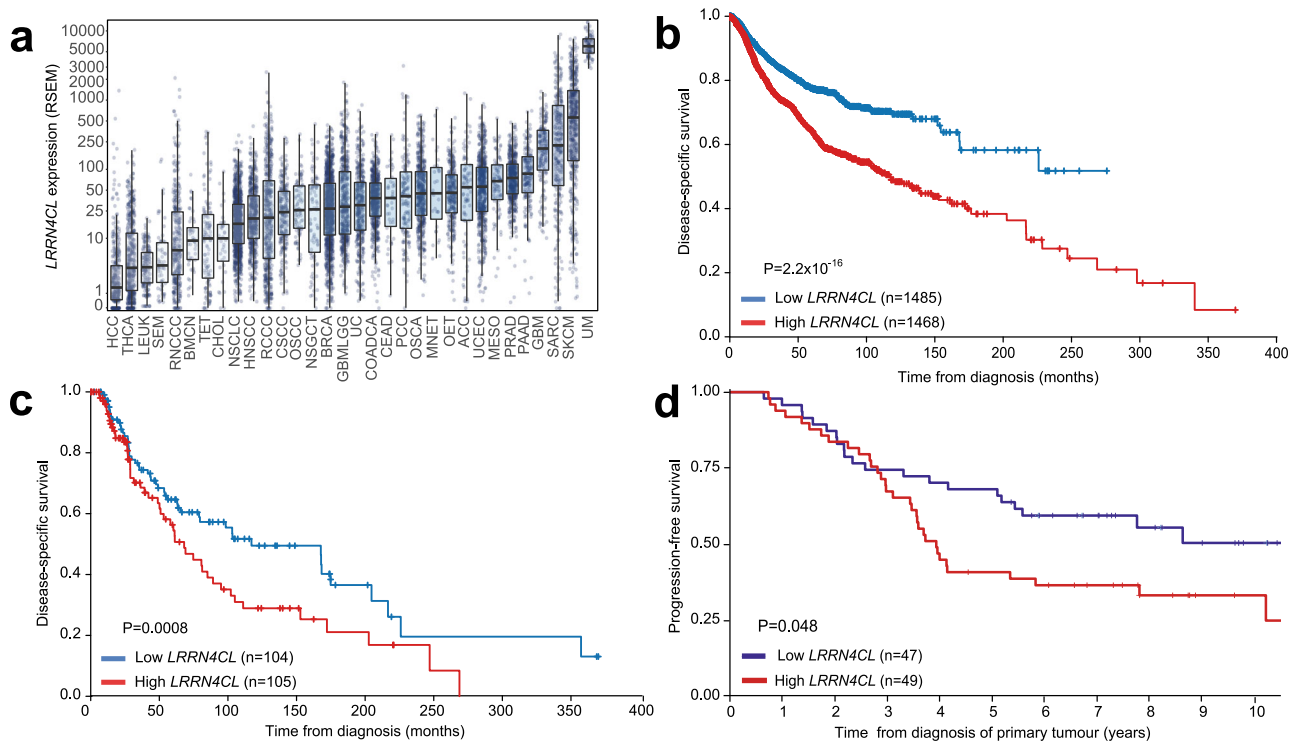 a
LRRN4CL expression (RSEM)
10000
5000
3000
2000
1000
500
250
100
50
25
10
1
0
HCC
THCA
LEUK
SEM
RNCCC
BMCN
TET
CHOL
NSCLC
HNSCC
RCCC
CSCC
OSCC
NSGCT
BRCA
GBMLGG
UC
COADCA
CEAD
PCC
OSCA
MNET
OET
ACC
UCEC
MESO
PRAD
PAAD
GBM
SARC
SKCM
UM
b
Disease-specific survival
1.0
0.8
0.6
0.4
0.2
0.0
P=2.2x10-16
Low LRRN4CL (n=1485)
High LRRN4CL (n=1468)
0 50 100 150 200 250 300 350 400
Time from diagnosis (months)
c
Disease-specific survival
1.0
0.8
0.6
0.4
0.2
0.0
P=0.0008
Low LRRN4CL (n=104)
High LRRN4CL (n=105)
0 50 100 150 200 250 300 350 400
Time from diagnosis (months)
d
Progression-free survival
1.00
0.75
0.50
0.25
0.00
P=0.048
Low LRRN4CL (n=47)
High LRRN4CL (n=49)
0 1 2 3 4 5 6 7 8 9 10
Time from diagnosis of primary tumour (years)